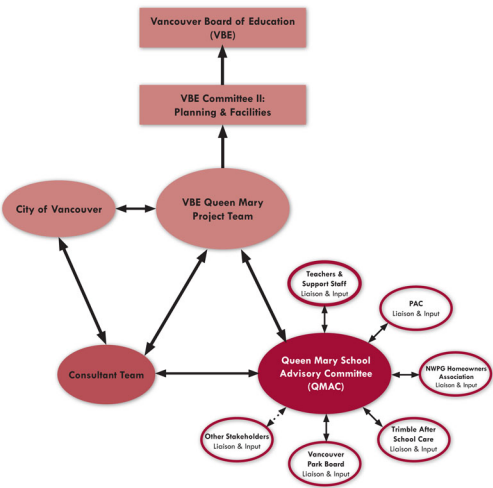 Vancouver Board of Education
(VBE)
VBE Committee II:
Planning & Facilities
VBE Queen Mary
Project Team
City of Vancouver
Teachers &
Support Staff
Liaison & Input
PAC
Liaison & Input
Queen Mary School
Advisory Committee
(QMAC)
NWPG Homeowners
Association
Liaison & Input
Consultant Team
Other Stakeholders
Liaison & Input
Trimble After
School Care
Liaison & Input
Vancouver
Park Board
Liaison & Input